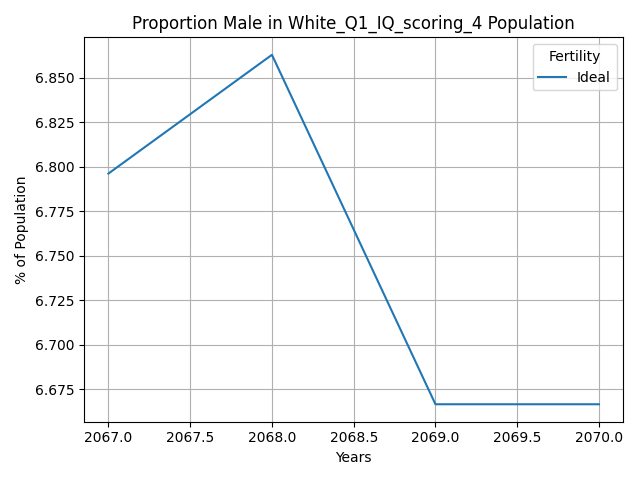 Proportion Male in White_Q1_IQ_scoring_4 Population
Fertility
Ideal
6.850
6.825
6.800
6.775
6.750
6.725
6.700
6.675
% of Population
2067.0 2067.5 2068.0 2068.5 2069.0 2069.5 2070.0
Years